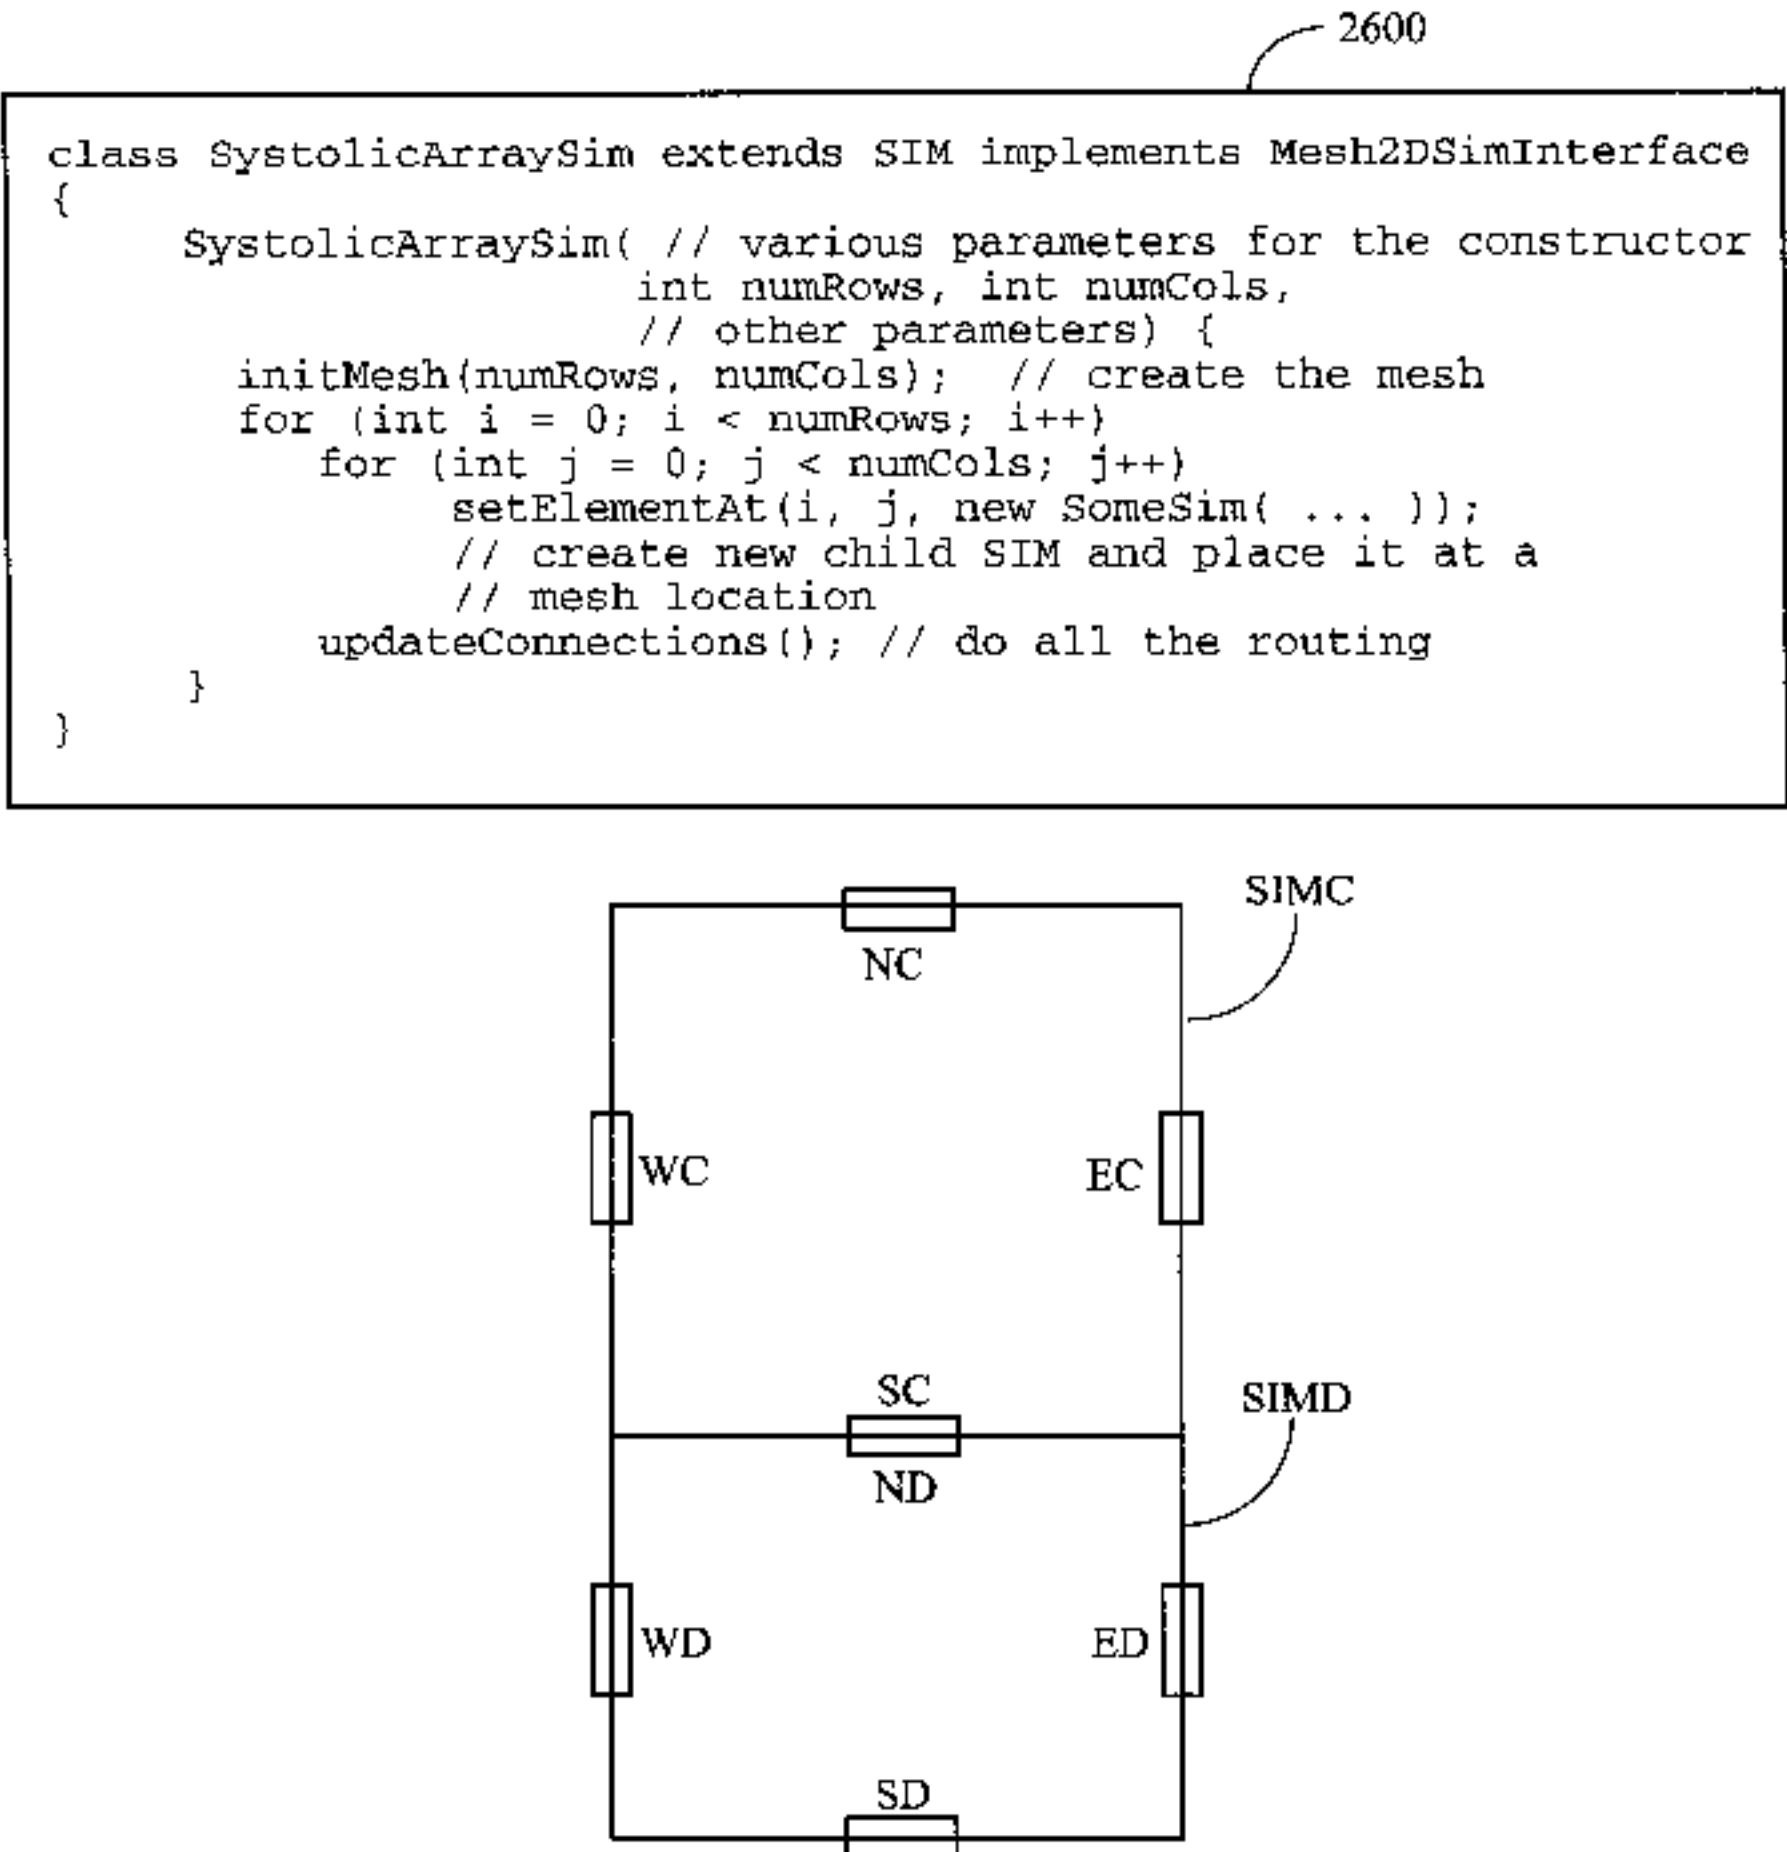 2600
class SystolicArraySim extends SIM implements Mesh2DSimInterface
{
SystolicArraySim( // various parameters for the constructor
int numRows, int numCols,
// other parameters) {
initMesh(numRows, numCols); // create the mesh
for (int i = 0; i < numRows; i++)
for (int j = 0; j < numCols; j++)
setElementAt(i, j, new SomeSim( ... ));
// create new child SIM and place it at a
// mesh location
updateConnections(); // do all the routing
}
}
SIMC
NC
WC
EC
SC
SIMD
ND
WD
ED
SD